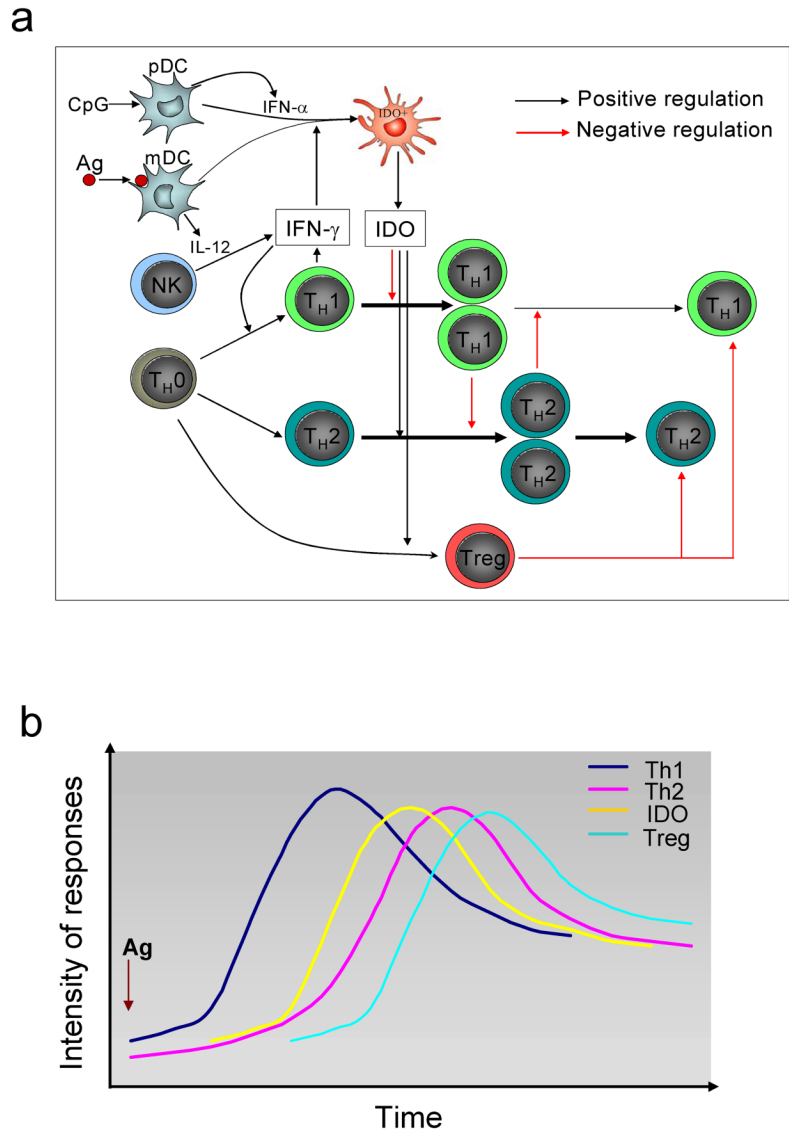 a
pDC
CpG
IFN-α
IDO+
Positive regulation
Negative regulation
Ag
mDC
IL-12
IFN-γ
IDO
NK
TH1
TH1
TH1
TH1
TH0
TH2
TH2
TH2
TH2
Treg
b
Intensity of responses
Ag
Th1
Th2
IDO
Treg
Time